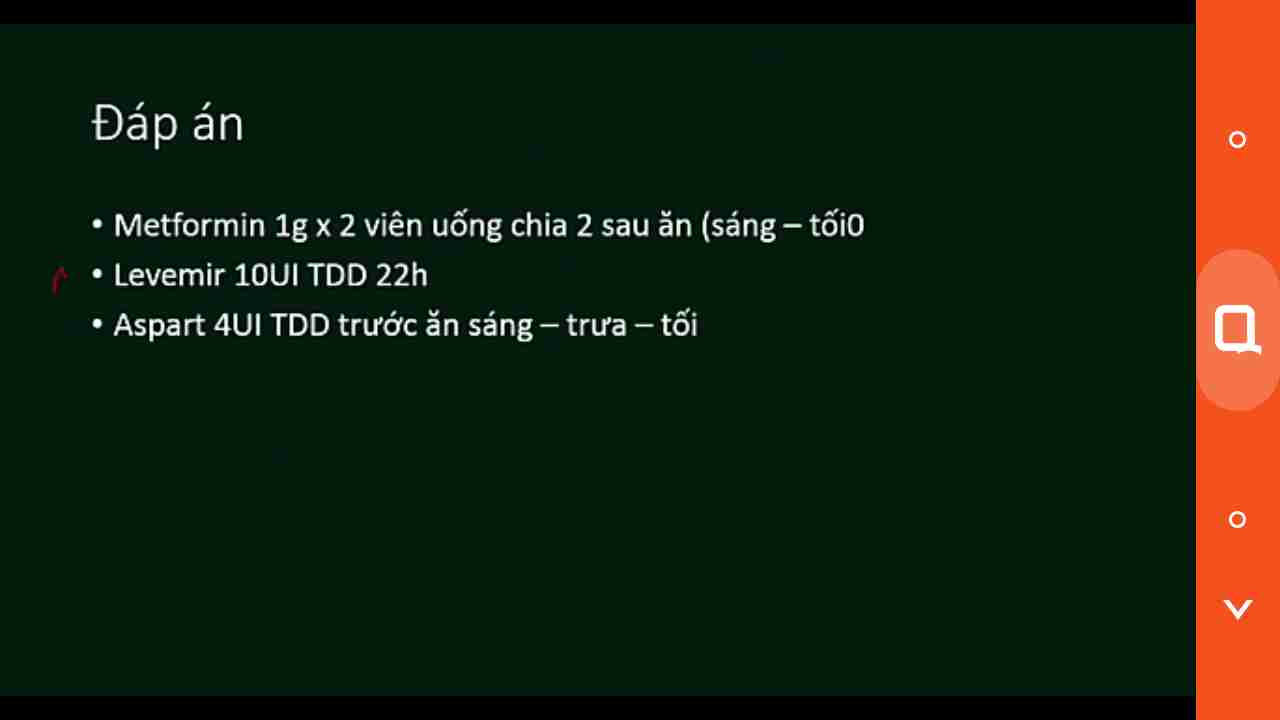 Đáp án
• Metformin 1g x 2 viên uống chia 2 sau ăn (sáng – tối0
• Levemir 10UI TDD 22h
• Aspart 4UI TDD trước ăn sáng – trưa – tối